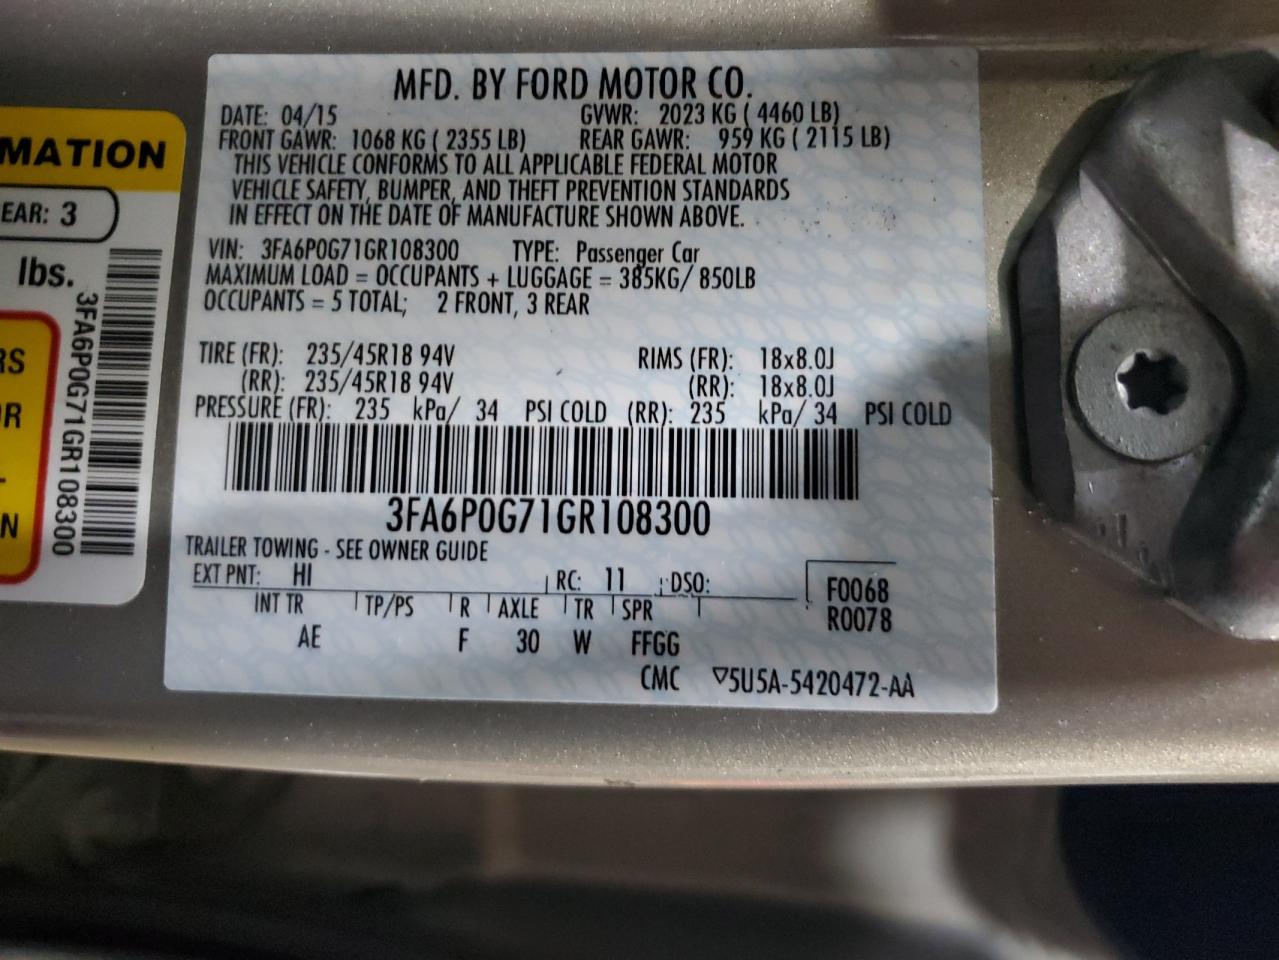 MATION
EAR: 3
lbs.
3FA6P0G71GR108300
RS
OR
N
MFD. BY FORD MOTOR CO.
DATE: 04/15 GVWR: 2023 KG ( 4460 LB)
FRONT GAWR: 1068 KG ( 2355 LB) REAR GAWR: 959 KG ( 2115 LB)
THIS VEHICLE CONFORMS TO ALL APPLICABLE FEDERAL MOTOR
VEHICLE SAFETY, BUMPER, AND THEFT PREVENTION STANDARDS
IN EFFECT ON THE DATE OF MANUFACTURE SHOWN ABOVE.
VIN: 3FA6P0G71GR108300 TYPE: Passenger Car
MAXIMUM LOAD = OCCUPANTS + LUGGAGE = 385KG/ 850LB
OCCUPANTS = 5 TOTAL; 2 FRONT, 3 REAR
TIRE (FR): 235/45R18 94V RIMS (FR): 18x8.0J
(RR): 235/45R18 94V (RR): 18x8.0J
PRESSURE (FR): 235 kPa/ 34 PSI COLD (RR): 235 kPa/ 34 PSI COLD
3FA6P0G71GR108300
TRAILER TOWING - SEE OWNER GUIDE
EXT PNT: HI RC: 11 DSO: F0068
INT TR TP/PS R AXLE TR SPR R0078
AE F 30 W FFGG
CMC ▽5U5A-5420472-AA